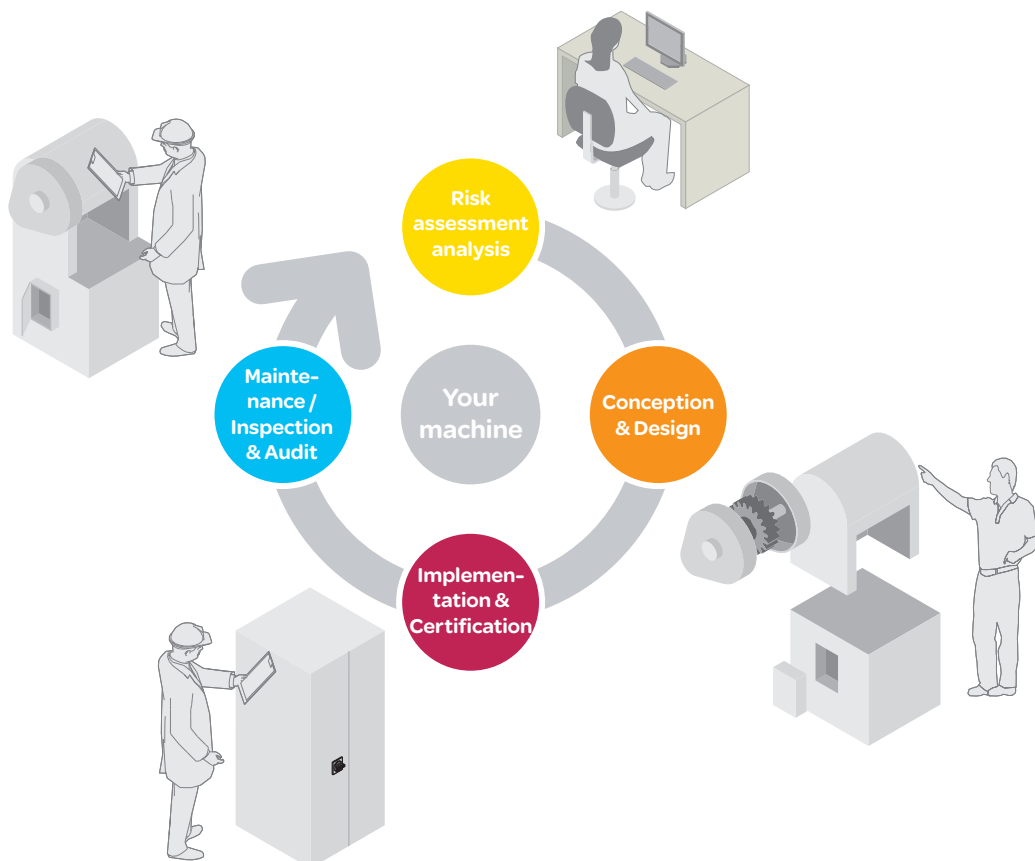 Risk
assessment
analysis
Conception
& Design
Implemen-
tation &
Certification
Mainte-
nance /
Inspection
& Audit
Your
machine